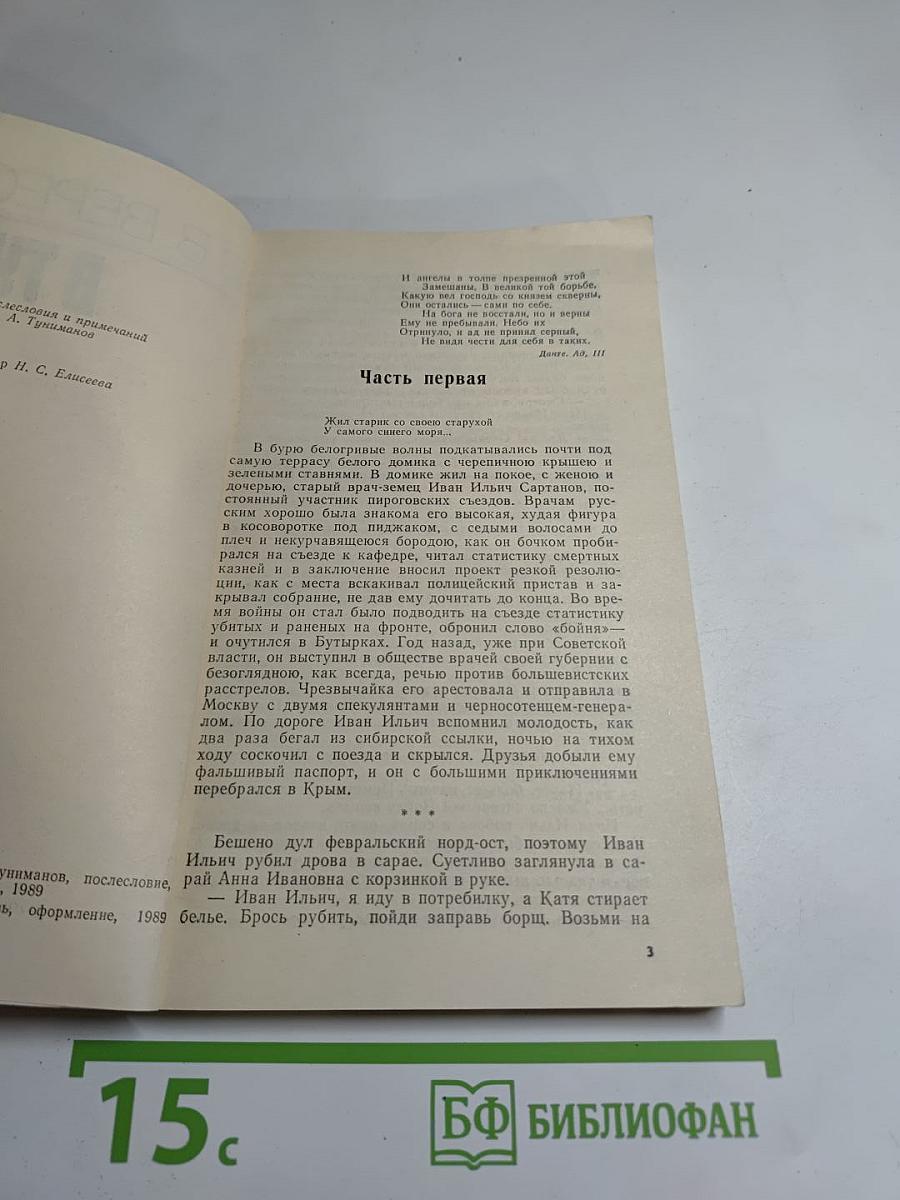 слесловия и примечаний
А. Туниманов
р Н. С. Елисеева
униманов, послесловие,
, 1989
ь, оформление, 1989
И ангелы в толпе презренной этой
Замешаны. В великой той борьбе,
Какую вел господь со князем скверны,
Они остались — сами по себе.
На бога не восстали, но и верны
Ему не пребывали. Небо их
Отринуло, и ад не принял серный,
Не видя чести для себя в таких.
Данте. Ад, III
Часть первая
Жил старик со своею старухой
У самого синего моря...
В бурю белогривые волны подкатывались почти под
самую террасу белого домика с черепичною крышею и
зелеными ставнями. В домике жил на покое, с женою и
дочерью, старый врач-земец Иван Ильич Сартанов, по-
стоянный участник пироговских съездов. Врачам рус-
ским хорошо была знакома его высокая, худая фигура
в косоворотке под пиджаком, с седыми волосами до
плеч и некурчавящеюся бородою, как он бочком проби-
рался на съезде к кафедре, читал статистику смертных
казней и в заключение вносил проект резкой резолю-
ции, как с места вскакивал полицейский пристав и за-
крывал собрание, не дав ему дочитать до конца. Во вре-
мя войны он стал было подводить на съезде статистику
убитых и раненых на фронте, обронил слово «бойня»—
и очутился в Бутырках. Год назад, уже при Советской
власти, он выступил в обществе врачей своей губернии с
безоглядною, как всегда, речью против большевистских
расстрелов. Чрезвычайка его арестовала и отправила в
Москву с двумя спекулянтами и черносотенцем-генера-
лом. По дороге Иван Ильич вспомнил молодость, как
два раза бегал из сибирской ссылки, ночью на тихом
ходу соскочил с поезда и скрылся. Друзья добыли ему
фальшивый паспорт, и он с большими приключениями
перебрался в Крым.
* * *
Бешено дул февральский норд-ост, поэтому Иван
Ильич рубил дрова в сарае. Суетливо заглянула в са-
рай Анна Ивановна с корзинкой в руке.
— Иван Ильич, я иду в потребилку, а Катя стирает
белье. Брось рубить, пойди заправь борщ. Возьми на
3
15 с
БФ БИБЛИОФАН